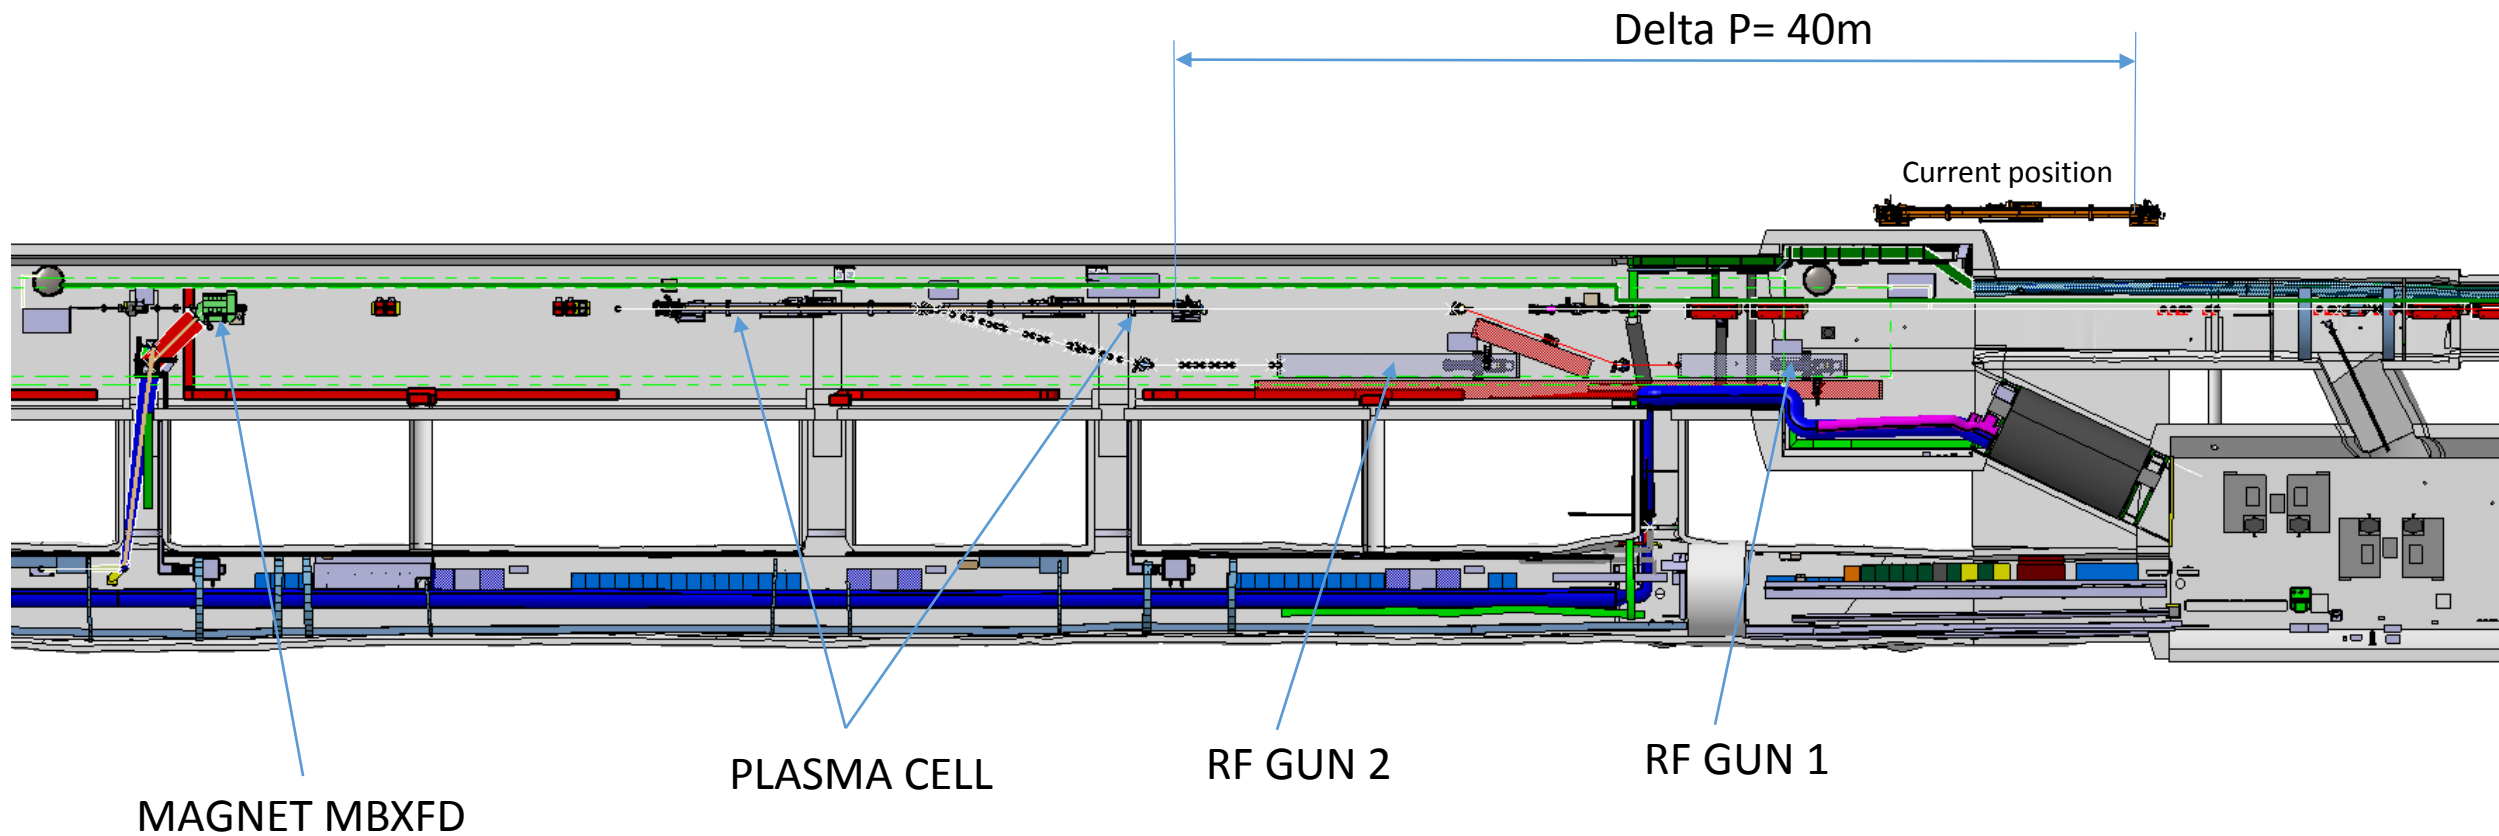 Delta P= 40m
Current position
PLASMA CELL
RF GUN 2
RF GUN 1
MAGNET MBXFD